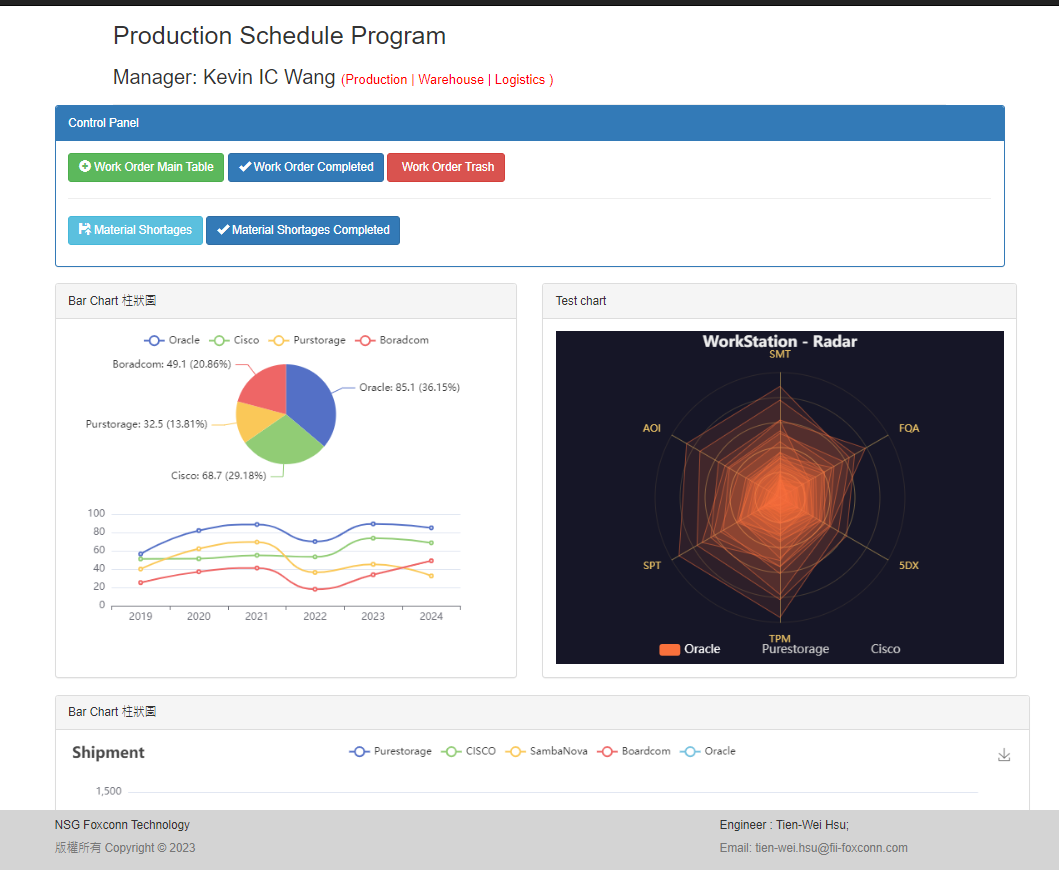 Production Schedule Program
Manager: Kevin IC Wang (Production | Warehouse | Logistics )
Control Panel
Work Order Main Table
Work Order Completed
Work Order Trash
Material Shortages
Material Shortages Completed
Bar Chart 柱狀圖
Oracle
Cisco
Purstorage
Boradcom
Boradcom: 49.1 (20.86%)
Oracle: 85.1 (36.15%)
Purstorage: 32.5 (13.81%)
Cisco: 68.7 (29.18%)
100
80
60
40
20
0
2019
2020
2021
2022
2023
2024
Test chart
WorkStation - Radar
SMT
AOI
FQA
SPT
5DX
TPM
Oracle
Purestorage
Cisco
Bar Chart 柱狀圖
Shipment
Purestorage
CISCO
SambaNova
Boardcom
Oracle
1,500
NSG Foxconn Technology
版權所有 Copyright © 2023
Engineer : Tien-Wei Hsu;
Email: tien-wei.hsu@fii-foxconn.com